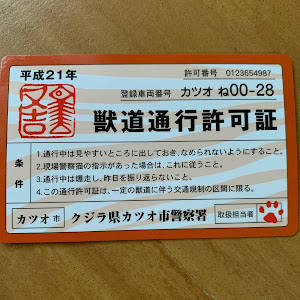 平成21年
許可番号 0123654987
登録車両番号 カツオ ね00-28
又吉
獣道通行許可証
条件
1.通行中は見やすいところに出しておき、なめられないようにすること。
2.現場警察猫の指示があった場合は、これに従うこと。
3.通行中は爆走し、昨日を振り返らないこと。
4.この通行許可証は、一定の獣道に伴う交通規制の区間に限る。
カツオ市
クジラ県カツオ市警察署
取扱担当者